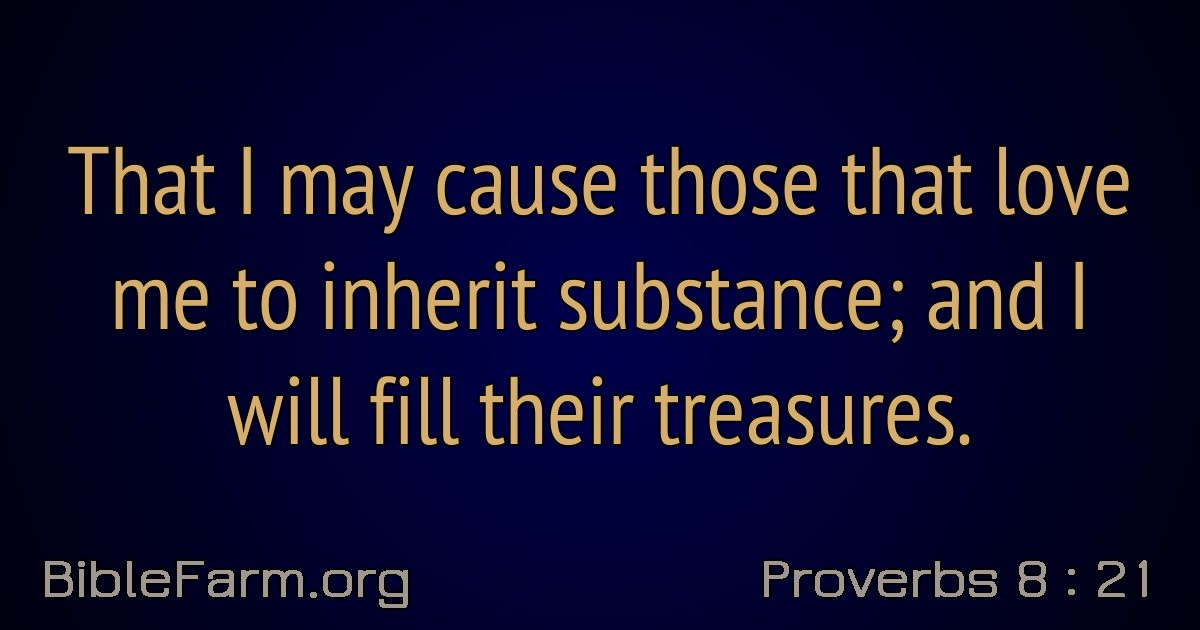 That I may cause those that love
me to inherit substance; and I
will fill their treasures.
BibleFarm.org
Proverbs 8 : 21